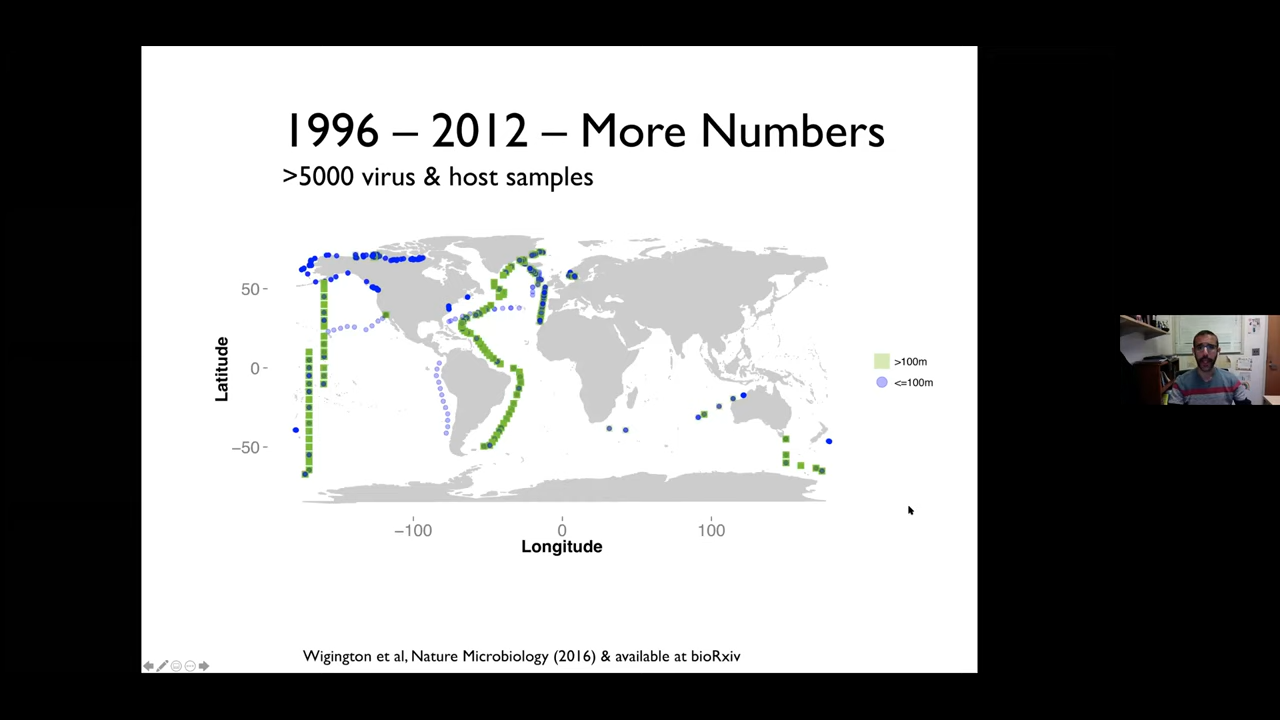 1996 – 2012 – More Numbers
>5000 virus & host samples
Latitude
50
0
−50
−100
0
100
Longitude
>100m
<=100m
Wigington et al, Nature Microbiology (2016) & available at bioRxiv